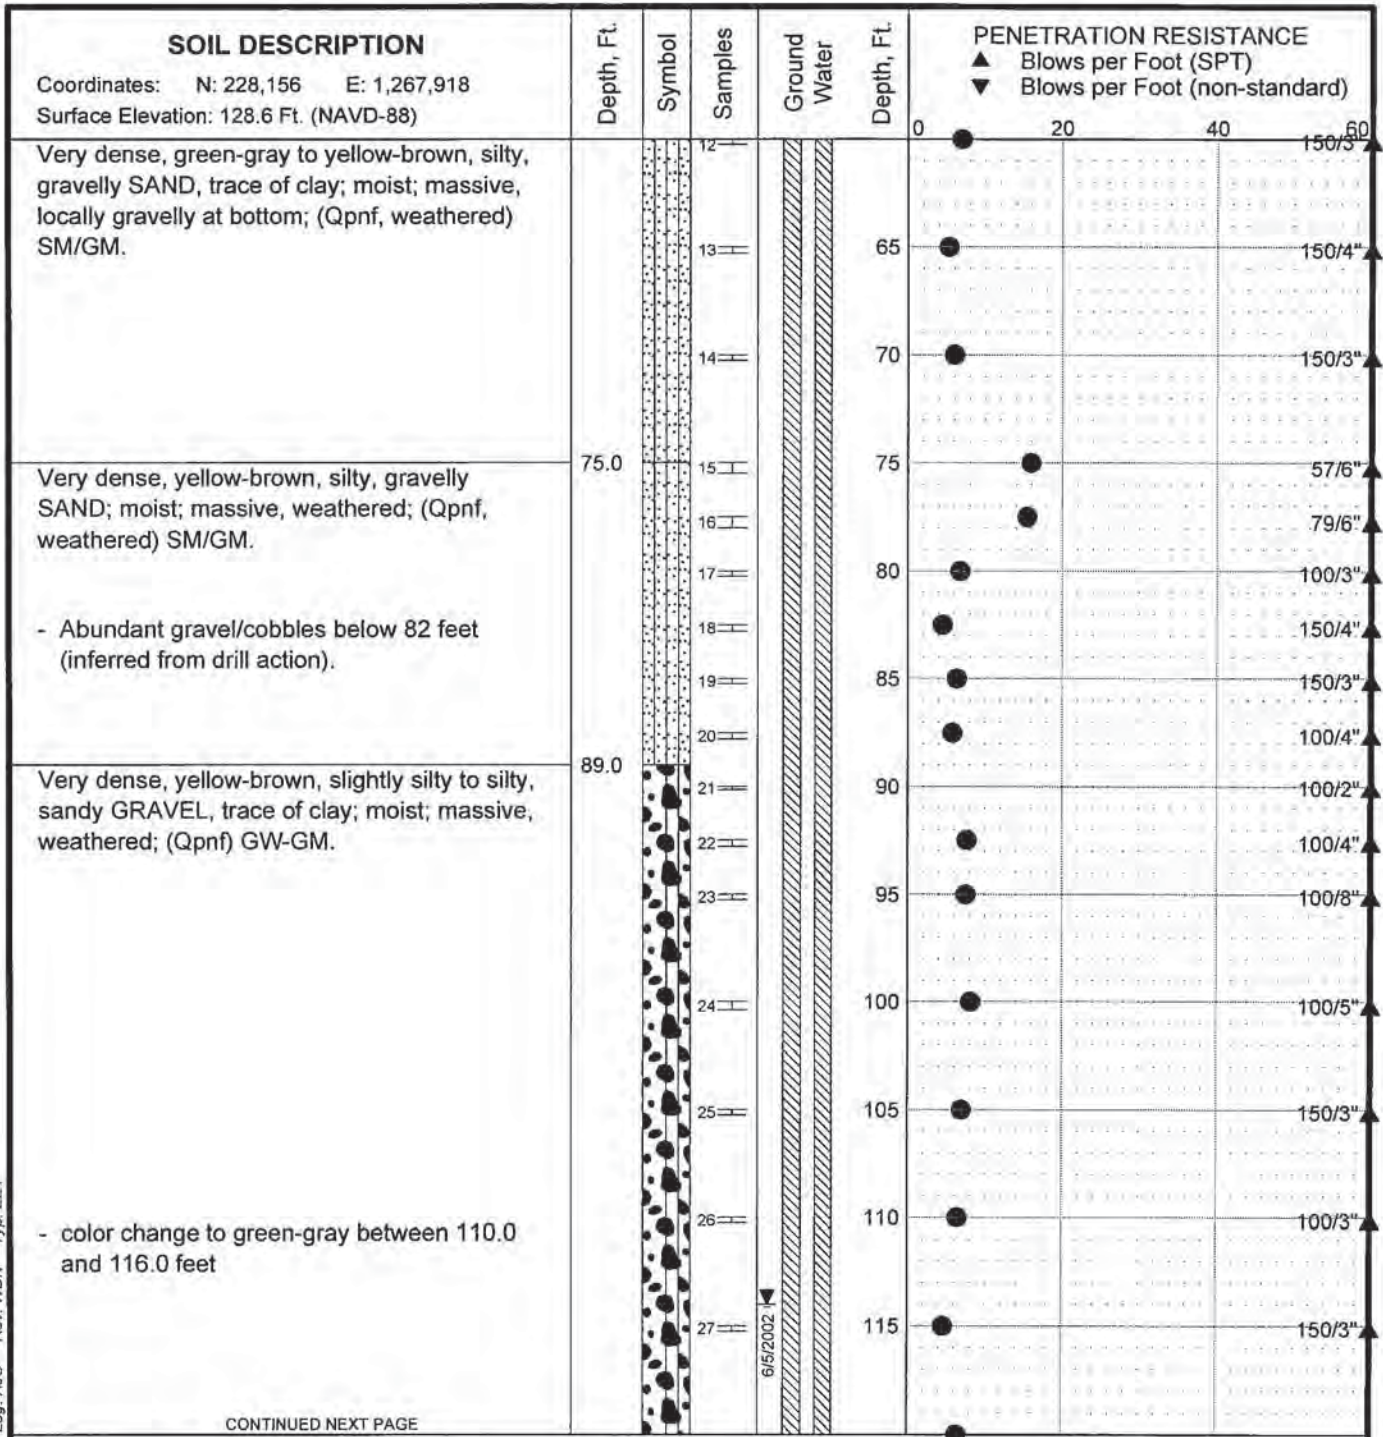 SOIL DESCRIPTION
Coordinates: N: 228,156 E: 1,267,918
Surface Elevation: 128.6 Ft. (NAVD-88)
Depth, Ft.
Symbol
Samples
Ground
Water
Depth, Ft.
PENETRATION RESISTANCE
▲ Blows per Foot (SPT)
▼ Blows per Foot (non-standard)
0 20 40 60
Very dense, green-gray to yellow-brown, silty,
gravelly SAND, trace of clay; moist; massive,
locally gravelly at bottom; (Qpnf, weathered)
SM/GM.
12
150/3"
13
65
150/4"
14
70
150/3"
75.0
Very dense, yellow-brown, silty, gravelly
SAND; moist; massive, weathered; (Qpnf,
weathered) SM/GM.
15
75
57/6"
16
79/6"
17
80
100/3"
- Abundant gravel/cobbles below 82 feet
(inferred from drill action).
18
150/4"
19
85
150/3"
20
100/4"
89.0
Very dense, yellow-brown, slightly silty to silty,
sandy GRAVEL, trace of clay; moist; massive,
weathered; (Qpnf) GW-GM.
21
90
100/2"
22
100/4"
23
95
100/8"
24
100
100/5"
25
105
150/3"
- color change to green-gray between 110.0
and 116.0 feet
26
110
100/3"
27
6/5/2002
115
150/3"
CONTINUED NEXT PAGE